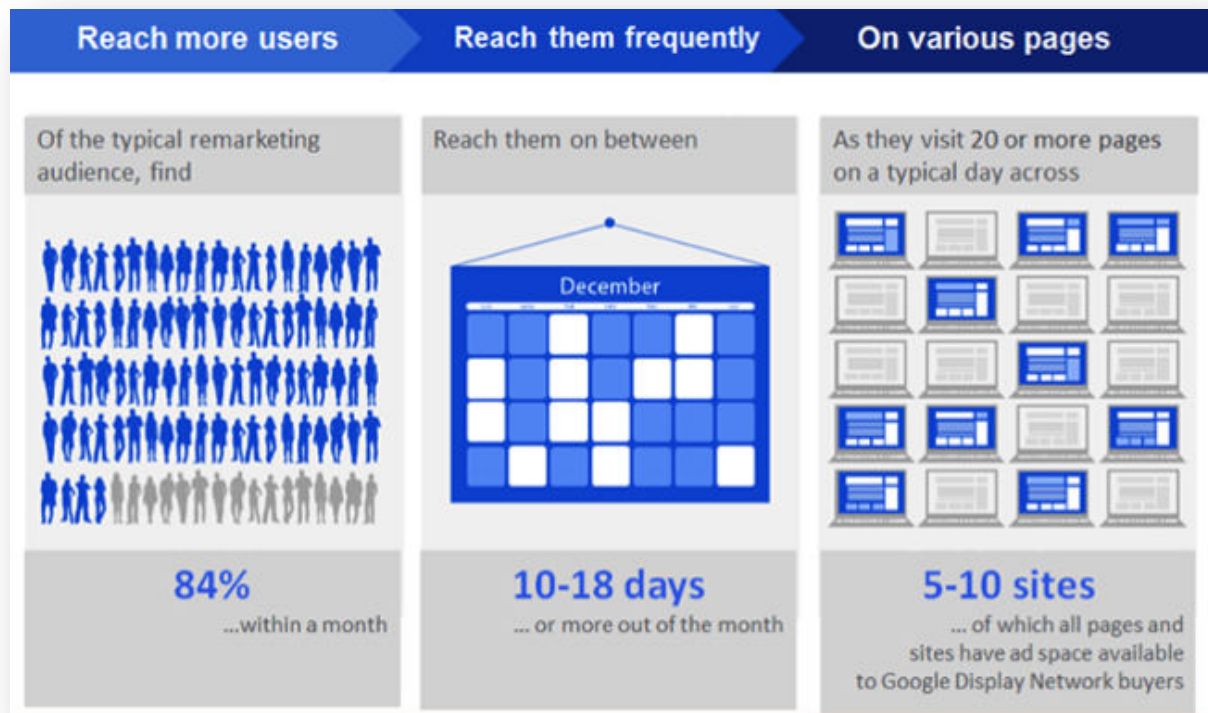 Reach more users
Reach them frequently
On various pages
Of the typical remarketing
audience, find
84%
...within a month
Reach them on between
December
10-18 days
... or more out of the month
As they visit 20 or more pages
on a typical day across
5-10 sites
... of which all pages and
sites have ad space available
to Google Display Network buyers